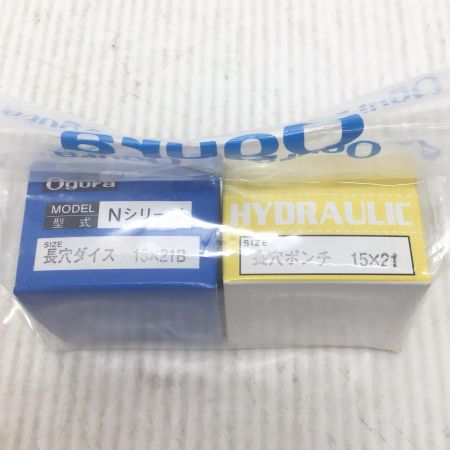 Ogura
Ogura
MODEL
型式
Nシリーズ
SIZE
長穴ダイス 15×21B
HYDRAULIC
SIZE
長穴ポンチ 15×21